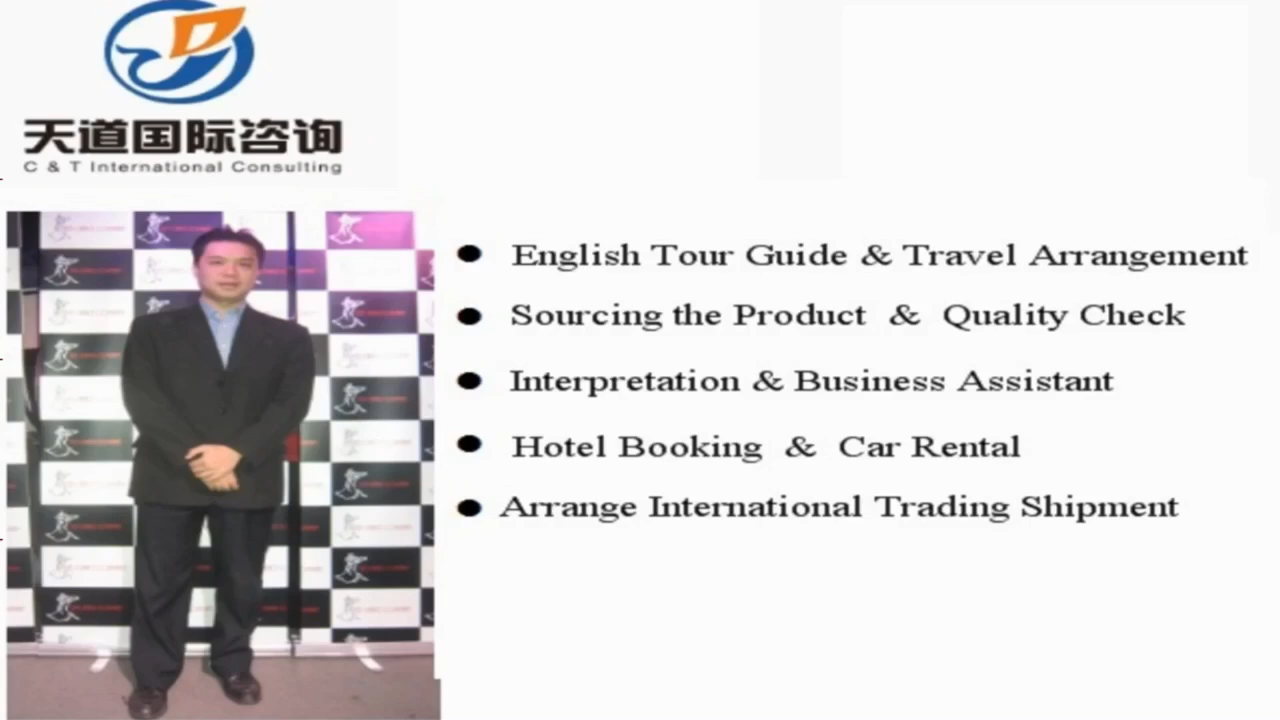 天道国际咨询
C & T International Consulting
● English Tour Guide & Travel Arrangement
● Sourcing the Product & Quality Check
● Interpretation & Business Assistant
● Hotel Booking & Car Rental
● Arrange International Trading Shipment